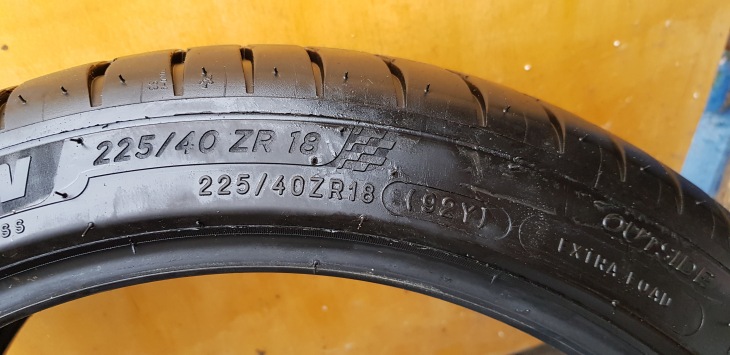 225/40 ZR 18
225/40ZR18 (92Y)
OUTSIDE
EXTRA LOAD